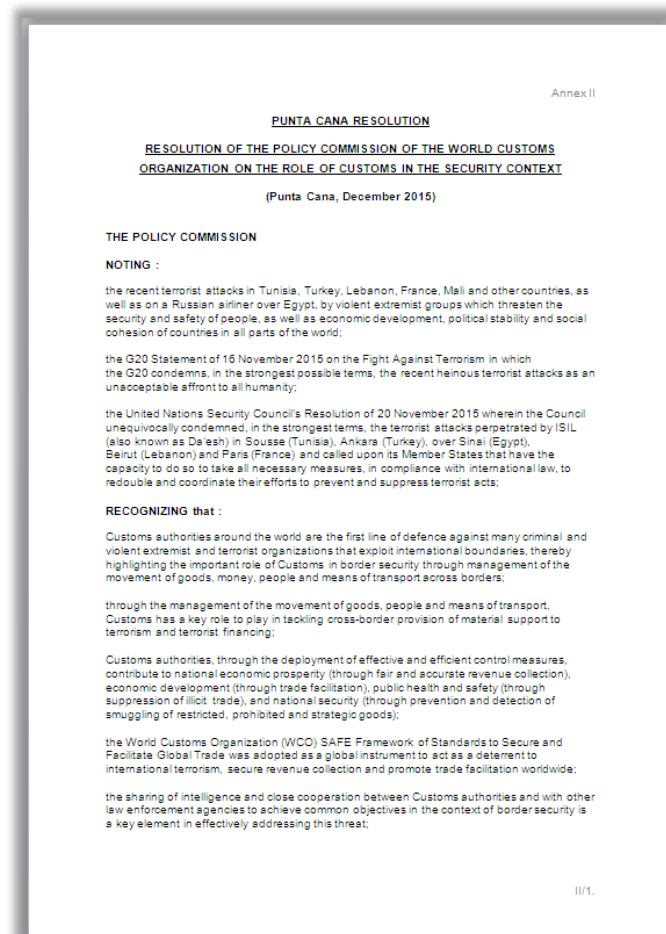 Annex II
PUNTA CANA RESOLUTION
RESOLUTION OF THE POLICY COMMISSION OF THE WORLD CUSTOMS
ORGANIZATION ON THE ROLE OF CUSTOMS IN THE SECURITY CONTEXT
(Punta Cana, December 2015)
THE POLICY COMMISSION
NOTING :
the recent terrorist attacks in Tunisia, Turkey, Lebanon, France, Mali and other countries, as
well as on a Russian airliner over Egypt, by violent extremist groups which threaten the
security and safety of people, as well as economic development, political stability and social
cohesion of countries in all parts of the world;
the G20 Statement of 16 November 2015 on the Fight Against Terrorism in which
the G20 condemns, in the strongest possible terms, the recent heinous terrorist attacks as an
unacceptable affront to all humanity;
the United Nations Security Council's Resolution of 20 November 2015 wherein the Council
unequivocally condemned, in the strongest terms, the terrorist attacks perpetrated by ISIL
(also known as Da'esh) in Sousse (Tunisia), Ankara (Turkey), over Sinai (Egypt),
Beirut (Lebanon) and Paris (France) and called upon its Member States that have the
capacity to do so to take all necessary measures, in compliance with international law, to
redouble and coordinate their efforts to prevent and suppress terrorist acts;
RECOGNIZING that :
Customs authorities around the world are the first line of defence against many criminal and
violent extremist and terrorist organizations that exploit international boundaries, thereby
highlighting the important role of Customs in border security through management of the
movement of goods, money, people and means of transport across borders;
through the management of the movement of goods, people and means of transport,
Customs has a key role to play in tackling cross-border provision of material support to
terrorism and terrorist financing;
Customs authorities, through the deployment of effective and efficient control measures,
contribute to national economic prosperity (through fair and accurate revenue collection),
economic development (through trade facilitation), public health and safety (through
suppression of illicit trade), and national security (through prevention and detection of
smuggling of restricted, prohibited and strategic goods);
the World Customs Organization (WCO) SAFE Framework of Standards to Secure and
Facilitate Global Trade was adopted as a global instrument to act as a deterrent to
international terrorism, secure revenue collection and promote trade facilitation worldwide;
the sharing of intelligence and close cooperation between Customs authorities and with other
law enforcement agencies to achieve common objectives in the context of border security is
a key element in effectively addressing this threat;
II/1.